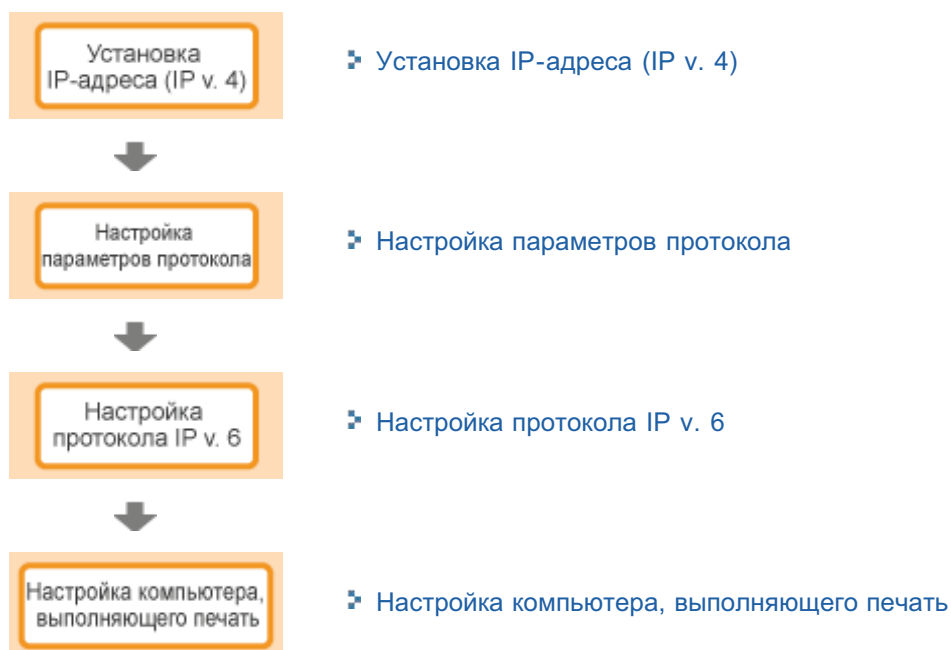 Установка
IP-адреса (IP v. 4)
Установка IP-адреса (IP v. 4)
Настройка
параметров протокола
Настройка параметров протокола
Настройка
протокола IP v. 6
Настройка протокола IP v. 6
Настройка компьютера,
выполняющего печать
Настройка компьютера, выполняющего печать